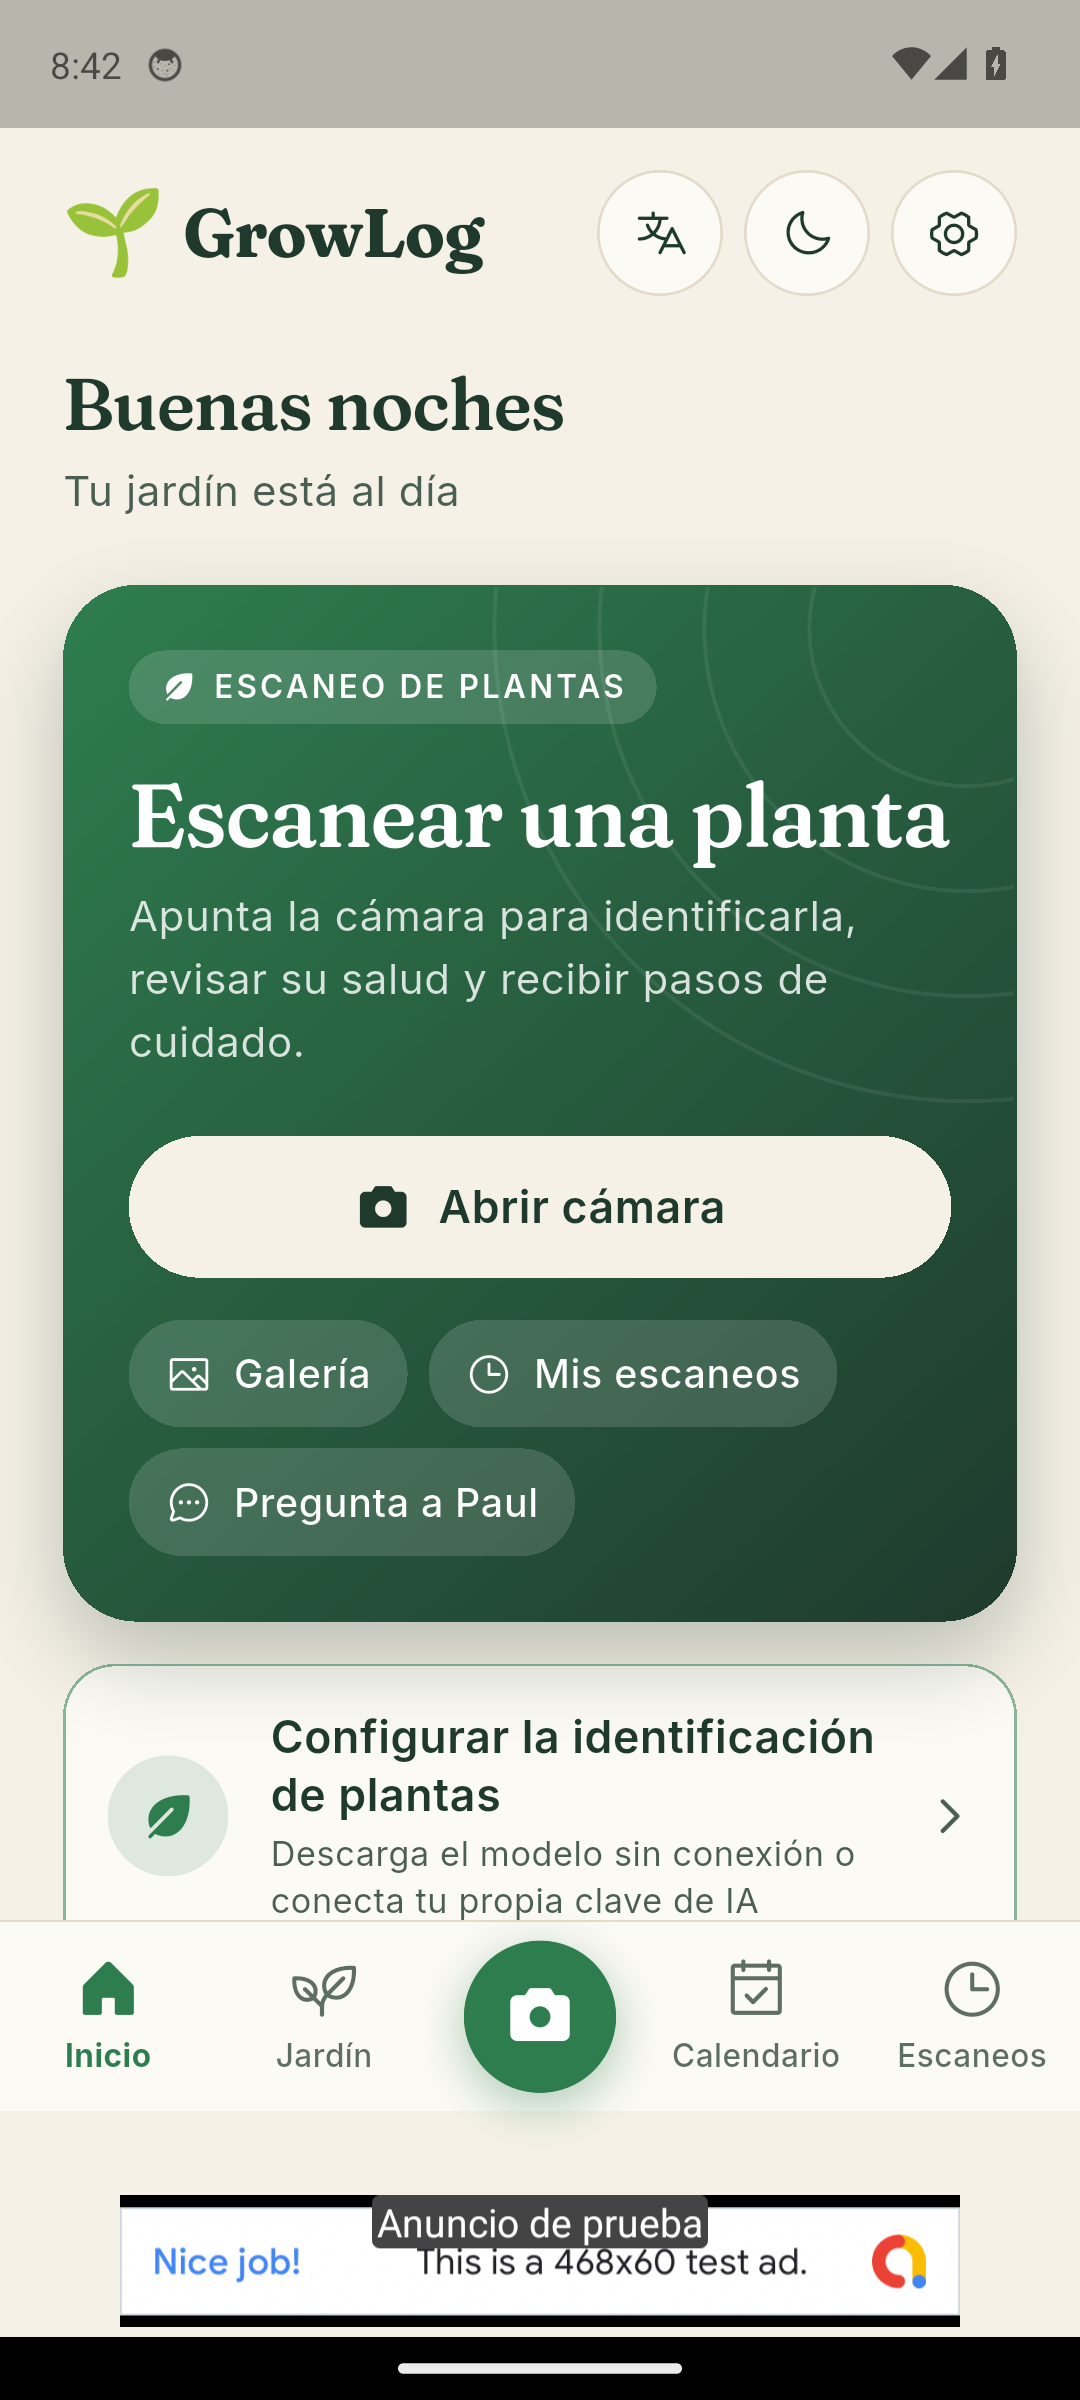 8:42
GrowLog
Buenas noches
Tu jardín está al día
ESCANEO DE PLANTAS
Escanear una planta
Apunta la cámara para identificarla,
revisar su salud y recibir pasos de
cuidado.
Abrir cámara
Galería
Mis escaneos
Pregunta a Paul
Configurar la identificación
de plantas
Descarga el modelo sin conexión o
conecta tu propia clave de IA
Inicio
Jardín
Calendario
Escaneos
Anuncio de prueba
Nice job!
This is a 468x60 test ad.